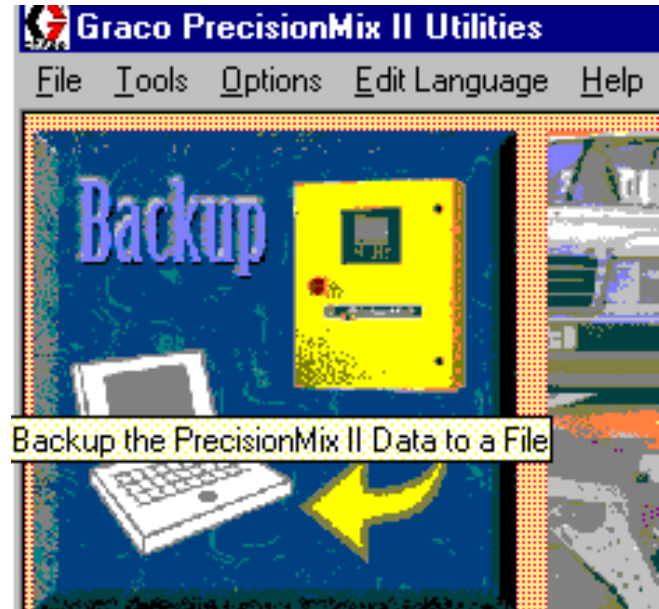 Graco PrecisionMix II Utilities
File Tools Options Edit Language Help
Backup
Backup the PrecisionMix II Data to a File